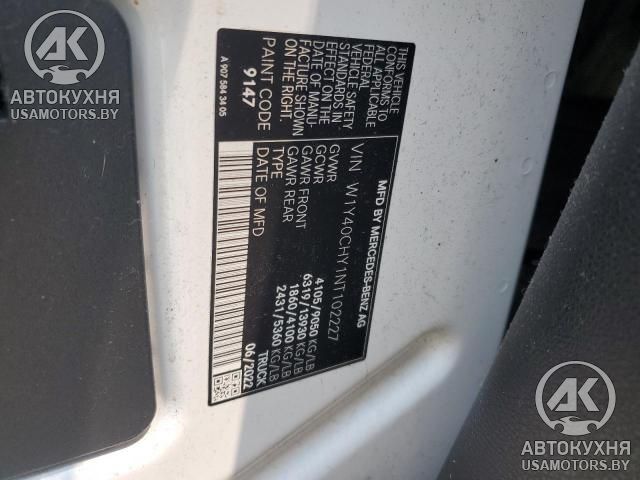 AK
АВТОКУХНЯ
USAMOTORS.BY
A 907 584 34 05
THIS VEHICLE
CONFORMS TO
ALL APPLICABLE
FEDERAL
VEHICLE SAFETY
STANDARDS IN
EFFECT ON THE
DATE OF MANU-
FACTURE SHOWN
ON THE RIGHT.
PAINT CODE
9147
MFD BY MERCEDES-BENZ AG
VIN W1Y40CHY1NT102227
GVWR 4105/9050 KG/LB
GCWR 6319/13930 KG/LB
GAWR FRONT 1860/4100 KG/LB
GAWR REAR 2431/5360 KG/LB
TYPE TRUCK
DATE OF MFD 06/2022
AK
АВТОКУХНЯ
USAMOTORS.BY